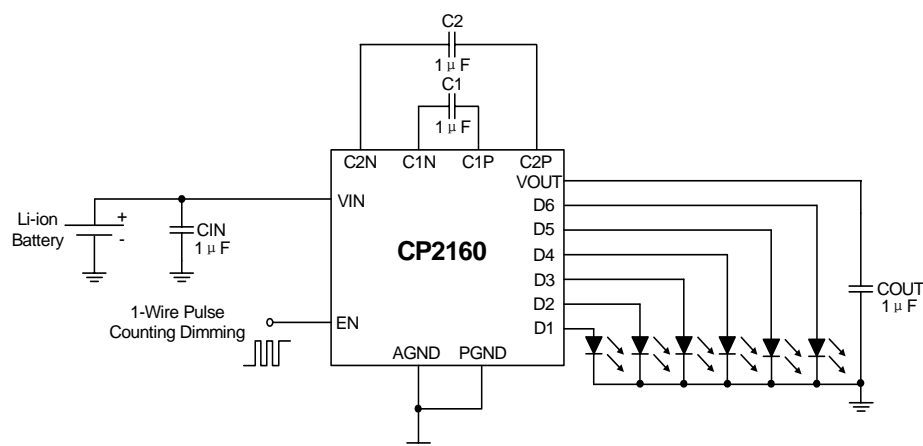 C2
1μF
C1
1μF
C2N
C1N
C1P
C2P
VOUT
VIN
D6
D5
D4
D3
D2
D1
Li-ion
Battery
+
-
CIN
1μF
CP2160
COUT
1μF
1-Wire Pulse
Counting Dimming
EN
AGND
PGND